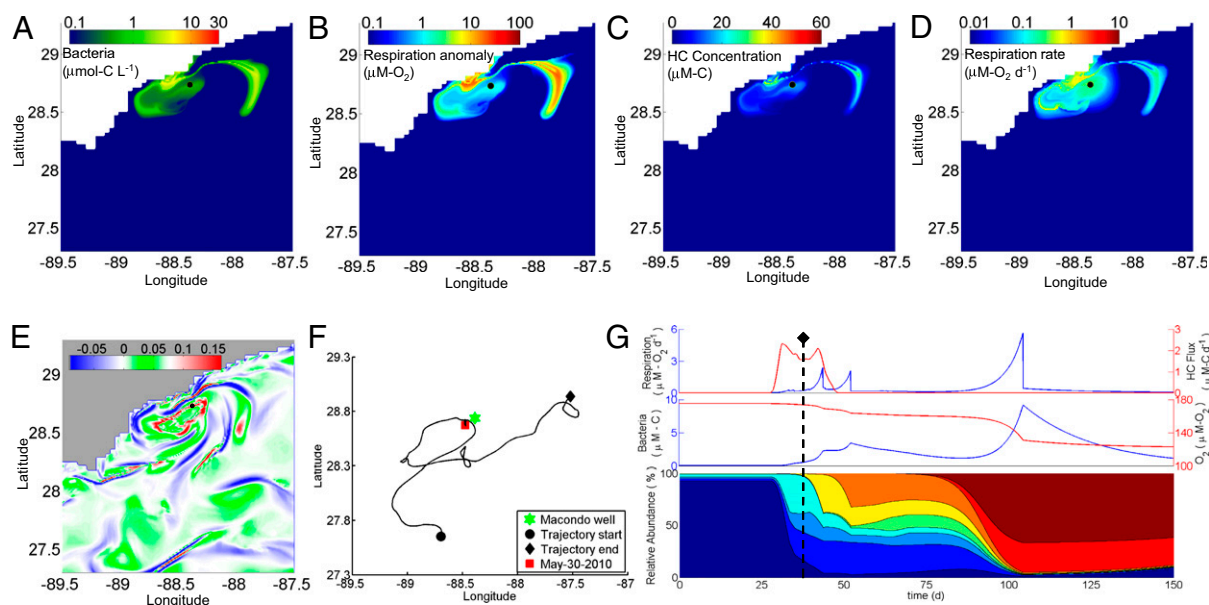 A
0.1 1 10 30
Bacteria
(μmol-C L⁻¹)
29
28.5
28
27.5
Latitude
-89.5 -89 -88.5 -88 -87.5
Longitude
B
0.1 1 10 100
Respiration anomaly
(μM-O₂)
29
28.5
28
27.5
Latitude
-89.5 -89 -88.5 -88 -87.5
Longitude
C
0 20 40 60
HC Concentration
(μM-C)
29
28.5
28
27.5
Latitude
-89.5 -89 -88.5 -88 -87.5
Longitude
D
0.01 0.1 1 10
Respiration rate
(μM-O₂ d⁻¹)
29
28.5
28
27.5
Latitude
-89.5 -89 -88.5 -88 -87.5
Longitude
E
-0.05 0 0.05 0.1 0.15
29
28.5
28
27.5
Latitude
-89.5 -89 -88.5 -88 -87.5
Longitude
F
29.3
28.8
28.3
27.8
27.3
Latitude
-89.5 -89 -88.5 -88 -87.5 -87
Longitude
Macondo well
Trajectory start
Trajectory end
May-30-2010
G
Respiration
( μ M - O₂ d⁻¹)
6
3
0
3
2
1
0
HC Flux
( μ M-C d⁻¹)
Bacteria
( μ M - C )
10
5
0
180
140
100
O₂ ( μM-O₂)
Relative Abundance ( % )
100
50
0
0 25 50 75 100 125 150
time (d)